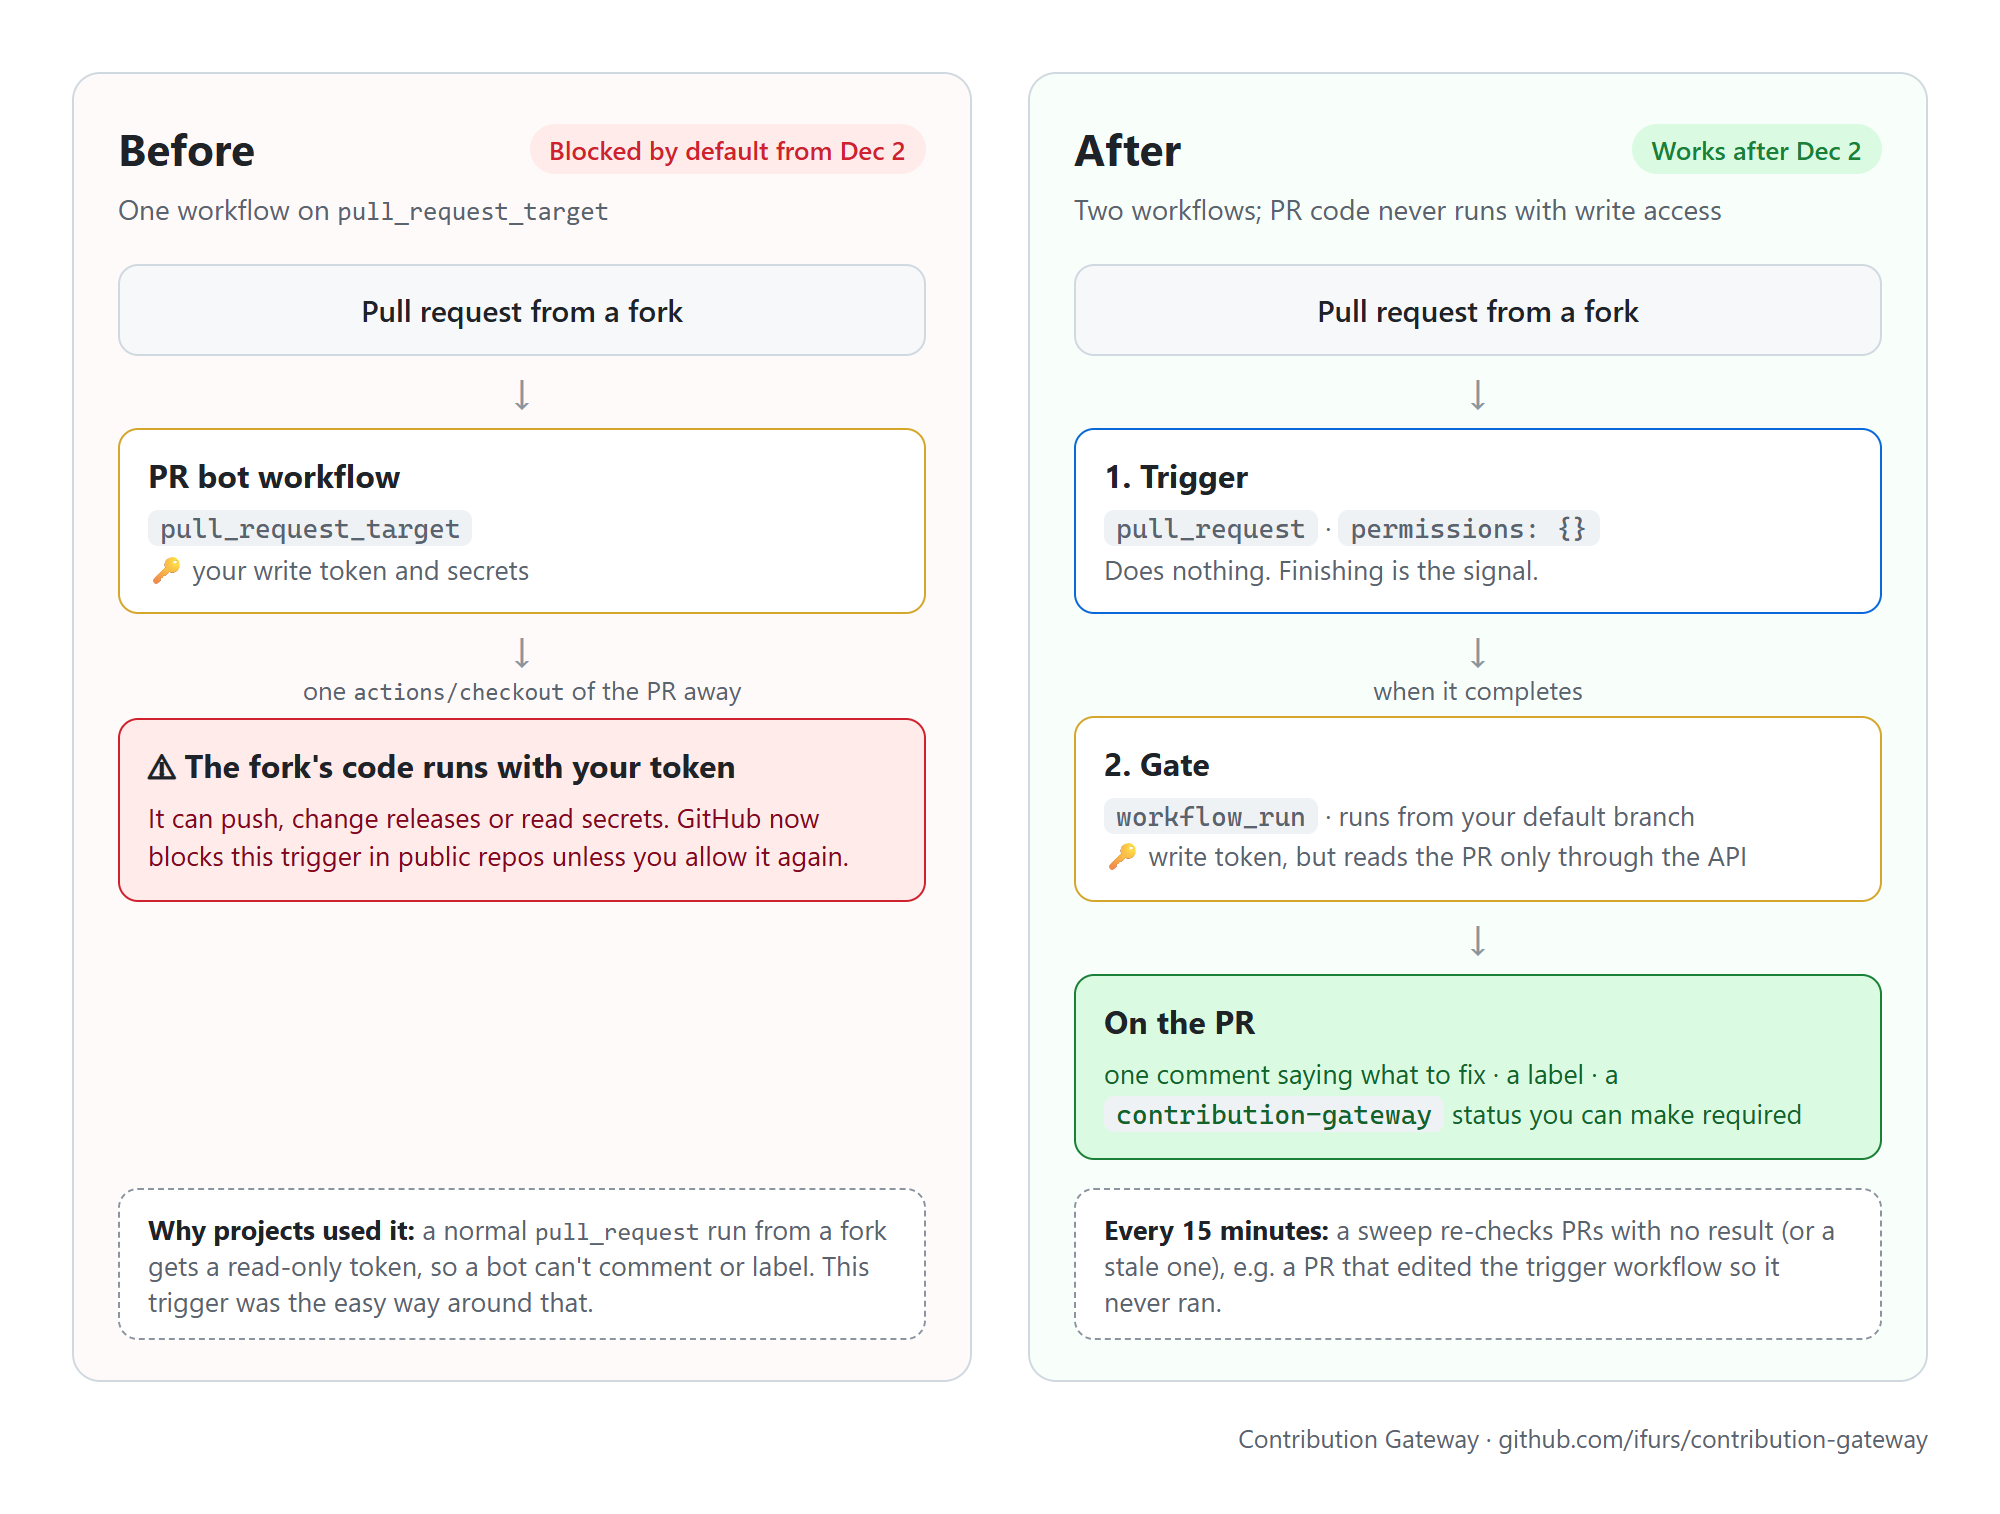 Before
Blocked by default from Dec 2
One workflow on pull_request_target
Pull request from a fork
↓
PR bot workflow
pull_request_target
🔑 your write token and secrets
↓
one actions/checkout of the PR away
⚠ The fork's code runs with your token
It can push, change releases or read secrets. GitHub now
blocks this trigger in public repos unless you allow it again.
Why projects used it: a normal pull_request run from a fork
gets a read-only token, so a bot can't comment or label. This
trigger was the easy way around that.
After
Works after Dec 2
Two workflows; PR code never runs with write access
Pull request from a fork
↓
1. Trigger
pull_request · permissions: {}
Does nothing. Finishing is the signal.
↓
when it completes
2. Gate
workflow_run · runs from your default branch
🔑 write token, but reads the PR only through the API
↓
On the PR
one comment saying what to fix · a label · a
contribution-gateway status you can make required
Every 15 minutes: a sweep re-checks PRs with no result (or a
stale one), e.g. a PR that edited the trigger workflow so it
never ran.
Contribution Gateway · github.com/ifurs/contribution-gateway